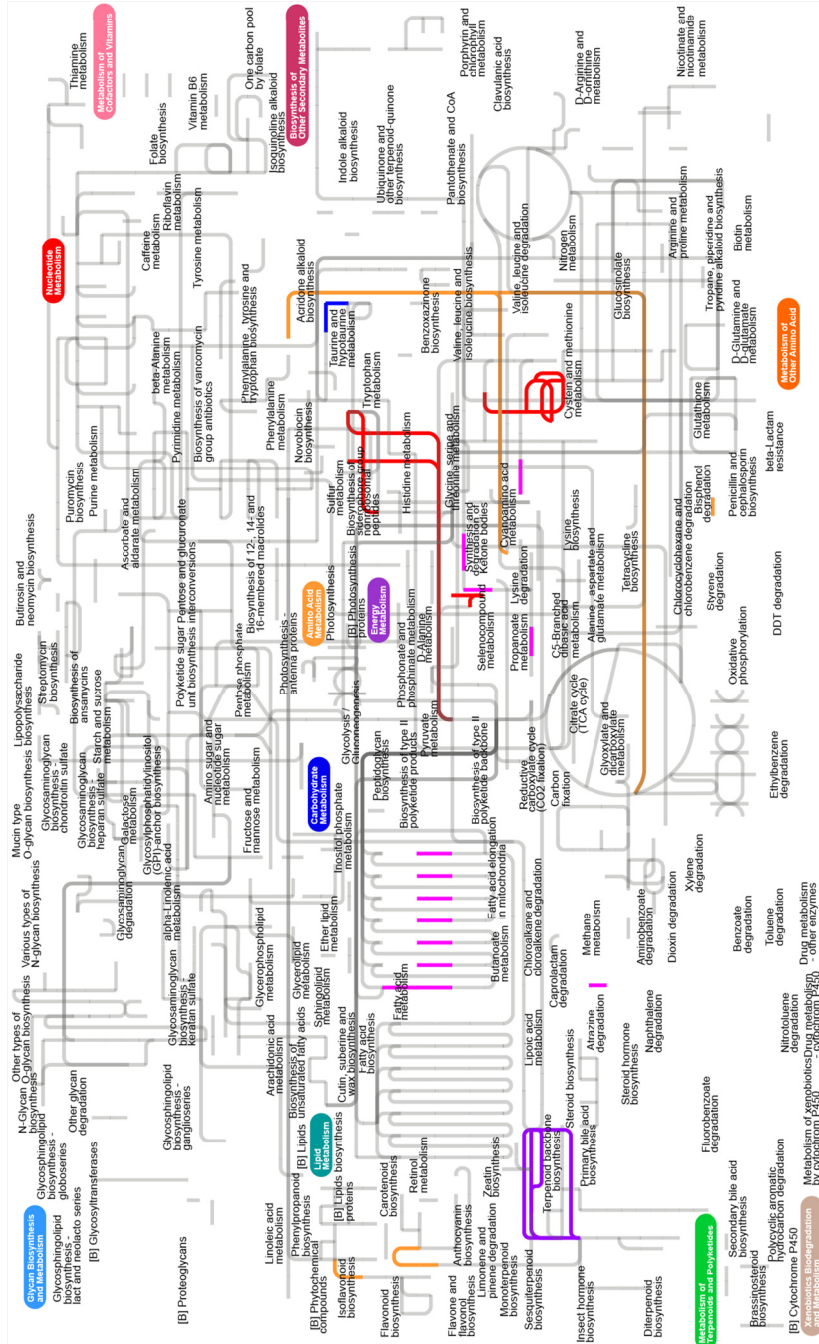 Glycan Biosynthesis
and Metabolism
N-Glycan
biosynthesis
Other types of
O-glycan biosynthesis
Various types of
N-glycan biosynthesis
Mucin type
O-glycan biosynthesis
Lipopolysaccharide
biosynthesis
Butirosin and
neomycin biosynthesis
Glycosphingolipid
biosynthesis -
globoseries
Glycosphingolipid
biosynthesis -
lact and neolacto series
Other glycan
degradation
Glycosaminoglycan
biosynthesis -
chondroitin sulfate
Streptomycin
biosynthesis
Nucleotide
Metabolism
Thiamine
metabolism
Metabolism of
Cofactors and Vitamins
[B] Glycosyltransferases
Glycosaminoglycan
biosynthesis -
heparan sulfate
Biosynthesis of
ansamycins
Starch and sucrose
metabolism
Puromycin
biosynthesis
Purine metabolism
Glycosaminoglycan
degradation
Galactose
metabolism
Ascorbate and
aldarate metabolism
Glycosylphosphatidylinositol
(GPI)-anchor biosynthesis
Caffeine
metabolism
Folate
biosynthesis
Riboflavin
metabolism
beta-Alanine
metabolism
Glycosphingolipid
biosynthesis -
ganglioseries
Glycosaminoglycan
biosynthesis -
keratan sulfate
alpha-Linolenic acid
metabolism
Pentose and glucuronate
interconversions
Polyketide sugar
unt biosynthesis
Pyrimidine metabolism
Vitamin B6
metabolism
[B] Proteoglycans
Amino sugar and
nucleotide sugar
metabolism
Biosynthesis of vancomycin
group antibiotics
Tyrosine metabolism
Biosynthesis of 12, 14- and
16-membered macrolides
Pentose phosphate
metabolism
Fructose and
mannose metabolism
Phenylalanine, tyrosine and
tryptophan biosynthesis
One carbon pool
by folate
Glycerophospholipid
metabolism
Arachidonic acid
metabolism
Linoleic acid
metabolism
Photosynthesis -
antenna proteins
Phenylalanine
metabolism
Isoquinoline alkaloid
biosynthesis
Biosynthesis of
Other Secondary Metabolites
Phenylpropanoid
biosynthesis
[B] Lipids
Biosynthesis of
unsaturated fatty acids
Glycerolipid
metabolism
Novobiocin
biosynthesis
Acridone alkaloid
biosynthesis
Lipid
Metabolism
Carbohydrate
Metabolism
Amino Acid
Metabolism
[B] Phytochemical
compounds
Sphingolipid
metabolism
Ether lipid
metabolism
Photosynthesis
Sulfur
metabolism
Taurine and
hypotaurine
metabolism
Isoflavonoid
biosynthesis
[B] Lipids biosynthesis
proteins
Cutin, suberine and
wax biosynthesis
Inositol phosphate
metabolism
Glycolysis /
Gluconeogenesis
[B] Photosynthesis
proteins
Biosynthesis of
siderophore group
nonribosomal
peptides
Indole alkaloid
biosynthesis
Fatty acid
biosynthesis
Energy
Metabolism
Tryptophan
metabolism
Flavonoid
biosynthesis
Carotenoid
biosynthesis
Peptidoglycan
biosynthesis
Ubiquinone and
other terpenoid-quinone
biosynthesis
Retinol
metabolism
Fatty acid
metabolism
Biosynthesis of type II
polyketide products
Phosphonate and
phosphinate metabolism
D-Alanine
metabolism
Histidine metabolism
Pyruvate
metabolism
Benzoxazinone
biosynthesis
Flavone and
flavonol
biosynthesis
Anthocyanin
biosynthesis
Glycine, serine and
threonine metabolism
Valine, leucine and
isoleucine biosynthesis
Pantothenate and CoA
biosynthesis
Porphyrin and
chlorophyll
metabolism
Limonene and
pinene degradation
Zeatin
biosynthesis
Butanoate
metabolism
Fatty acid elongation
in mitochondria
Biosynthesis of type II
polyketide backbone
Selenocompound
metabolism
Synthesis and
degradation of
Ketone bodies
Monoterpenoid
biosynthesis
Cyanoamino acid
metabolism
Clavulanic acid
biosynthesis
Sesquiterpenoid
biosynthesis
Lipoic acid
metabolism
Chloroalkane and
cloroalkene degradation
Reductive
carboxylate cycle
(CO2 fixation)
Propanoate
metabolism
Lysine
degradation
Valine, leucine and
isoleucine degradation
Terpenoid backbone
biosynthesis
Caprolactam
degradation
Carbon
fixation
C5-Branched
dibasic acid
metabolism
Lysine
biosynthesis
Cystein and methionine
metabolism
Nitrogen
metabolism
D-Arginine and
D-ornithine
metabolism
Insect hormone
biosynthesis
Primary bile acid
biosynthesis
Steroid biosynthesis
Atrazine
degradation
Methane
metabolism
Citrate cycle
(TCA cycle)
Alanine, aspartate and
glutamate metabolism
Glyoxylate and
dicarboxylate
metabolism
Tetracycline
biosynthesis
Glucosinolate
biosynthesis
Steroid hormone
biosynthesis
Aminobenzoate
degradation
Diterpenoid
biosynthesis
Naphthalene
degradation
Dioxin degradation
Chlorocyclohexane and
chlorobenzene degradation
Arginine and
proline metabolism
Nicotinate and
nicotinamide
metabolism
Xylene
degradation
Bisphenol
degradation
Glutathione
metabolism
Metabolism of
Terpenoids and Polyketides
Fluorobenzoate
degradation
Styrene
degradation
Tropane, piperidine and
pyridine alkaloid biosynthesis
Secondary bile acid
biosynthesis
Benzoate
degradation
Oxidative
phosphorylation
Penicillin and
cephalosporin
biosynthesis
D-Glutamine and
D-glutamate
metabolism
Biotin
metabolism
Brassinosteroid
biosynthesis
Polycyclic aromatic
hydrocarbon degradation
Toluene
degradation
Ethylbenzene
degradation
DDT degradation
beta-Lactam
resistance
Metabolism of
Other Amino Acid
[B] Cytochrome P450
Nitrotoluene
degradation
Metabolism of xenobiotics
by cytochrom P450
Drug metabolism
- cytochrom P450
Drug metabolism
- other enzymes
Xenobiotics Biodegradation
and Metabolism